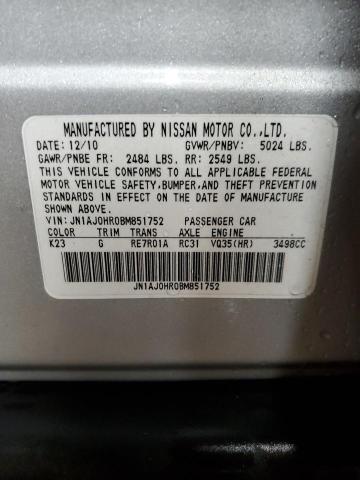 MANUFACTURED BY NISSAN MOTOR CO.,LTD.
DATE: 12/10 GVWR/PNBV: 5024 LBS.
GAWR/PNBE FR: 2484 LBS. RR: 2549 LBS.
THIS VEHICLE CONFORMS TO ALL APPLICABLE FEDERAL
MOTOR VEHICLE SAFETY,BUMPER,AND THEFT PREVENTION
STANDARDS IN EFFECT ON THE DATE OF MANUFACTURE
SHOWN ABOVE.
VIN: JN1AJ0HR0BM851752 PASSENGER CAR
COLOR TRIM TRANS AXLE ENGINE
K23 G RE7R01A RC31 VQ35(HR) 3498CC
JN1AJ0HR0BM851752